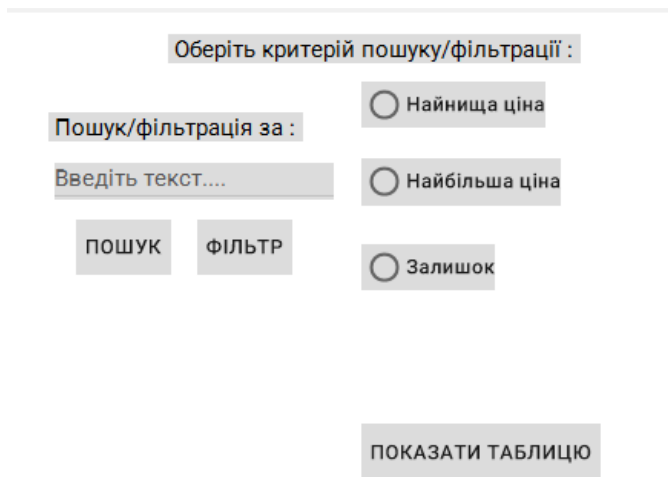 Оберіть критерій пошуку/фільтрації :
Найнища ціна
Пошук/фільтрація за :
Введіть текст....
Найбільша ціна
ПОШУК
ФІЛЬТР
Залишок
ПОКАЗАТИ ТАБЛИЦЮ